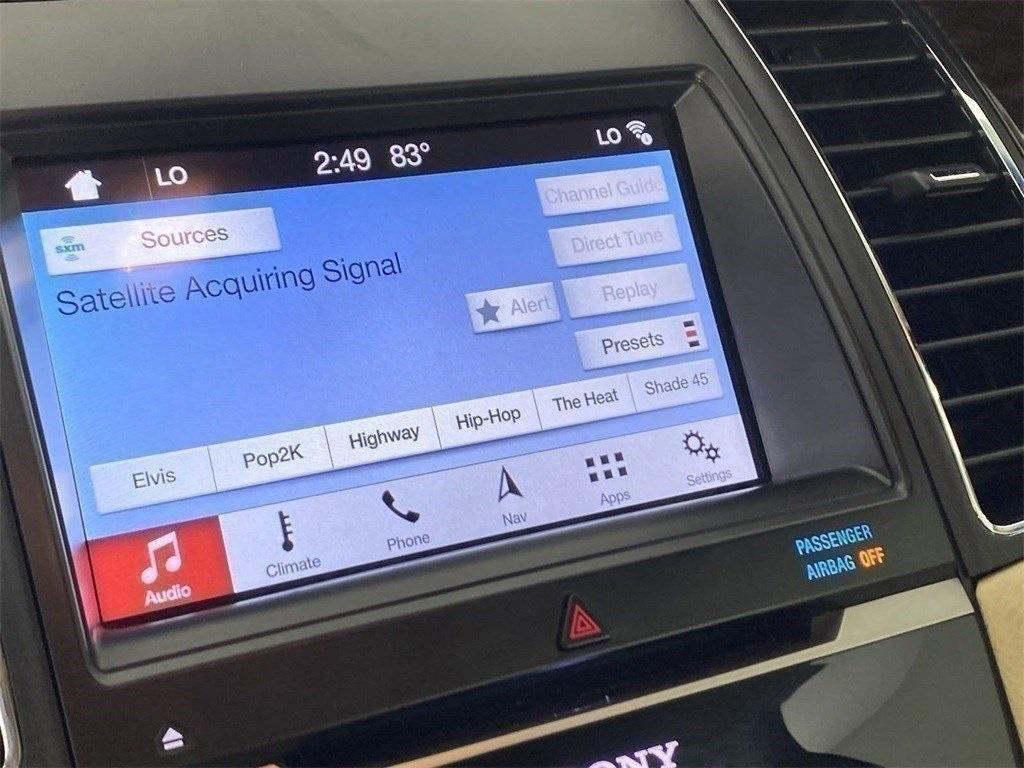 LO 2:49 83° LO
sxm Sources
Channel Guide
Satellite Acquiring Signal
Direct Tune
Alert Replay
Presets
Elvis Pop2K Highway Hip-Hop The Heat Shade 45
Audio Climate Phone Nav Apps Settings
PASSENGER
AIRBAG OFF